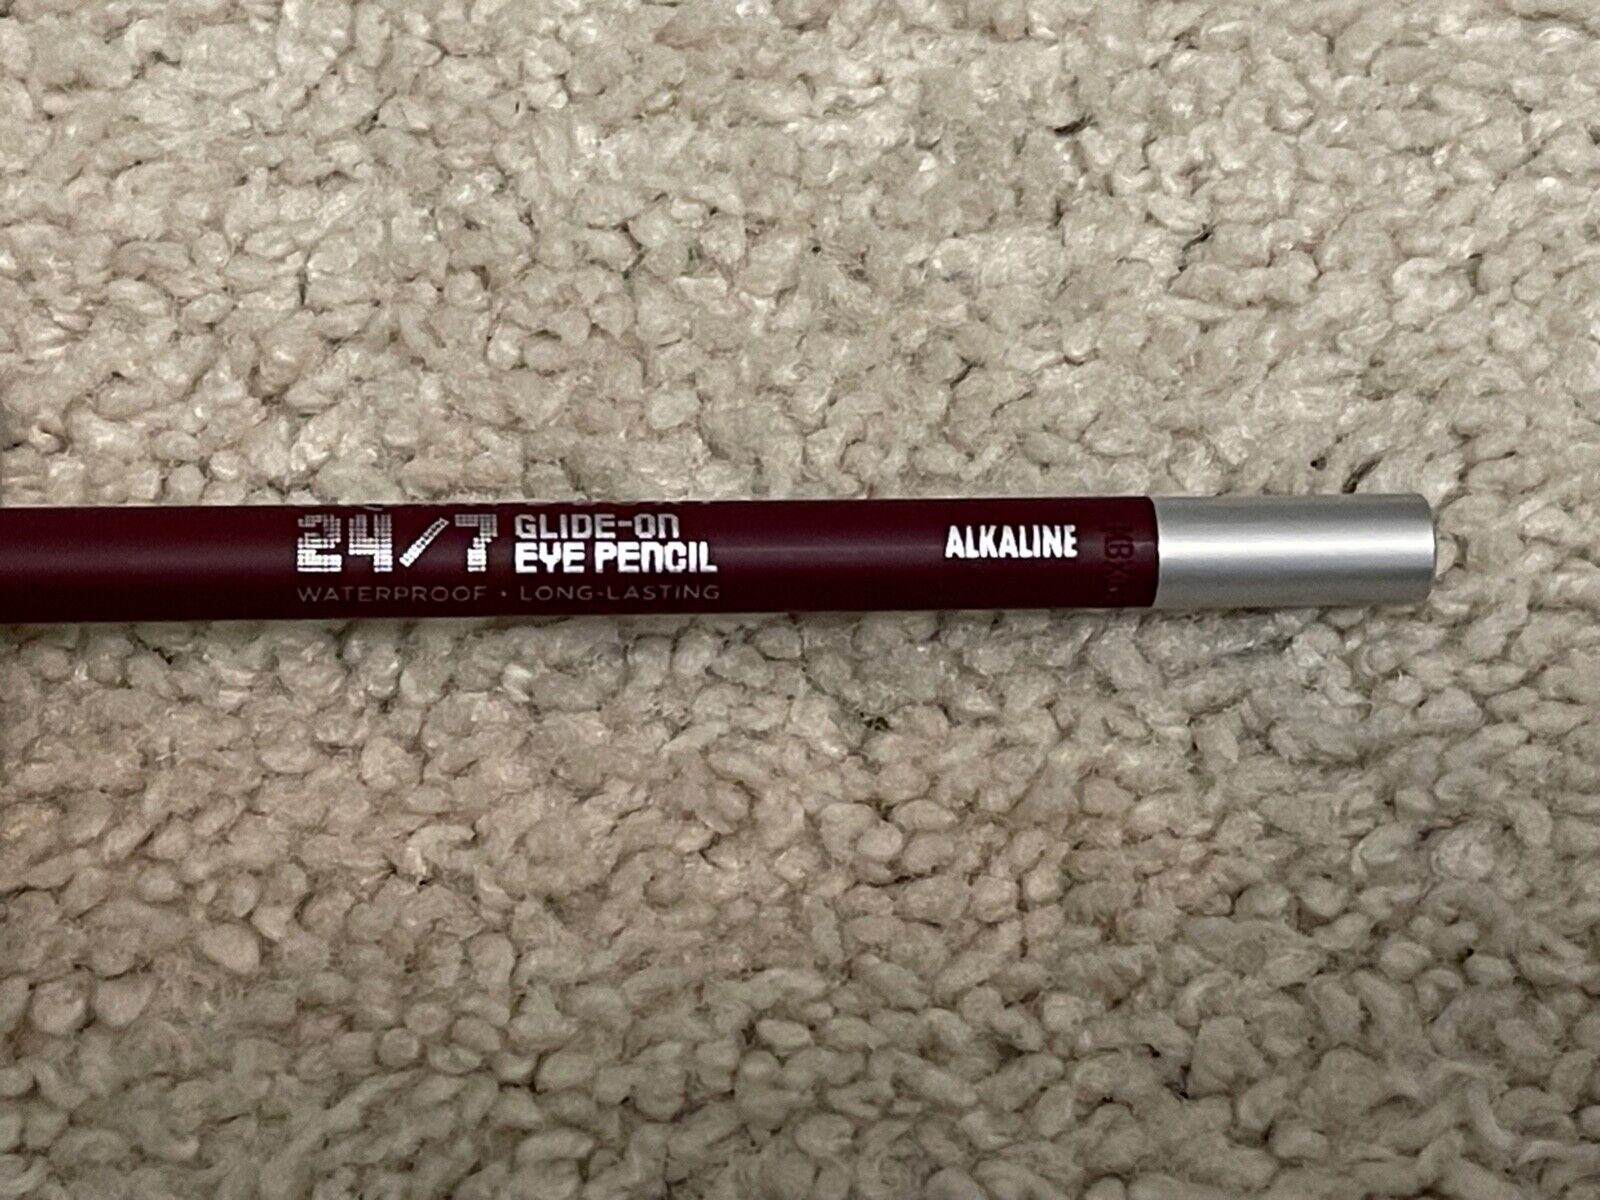 24/7 GLIDE-ON
EYE PENCIL
WATERPROOF • LONG-LASTING
ALKALINE